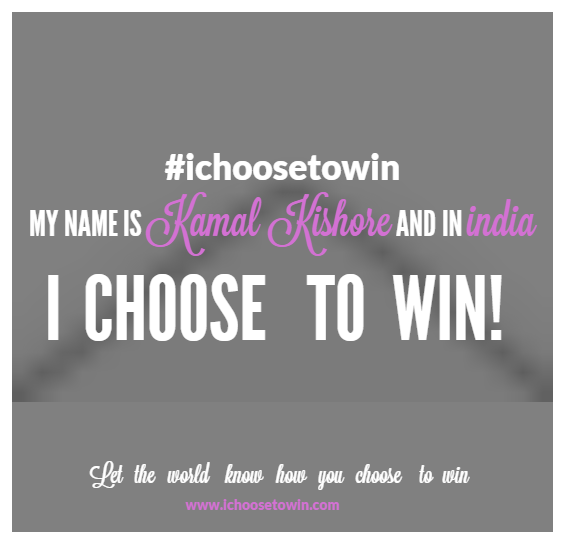 #ichoosetowin
MY NAME IS Kamal Kishore AND IN india
I CHOOSE TO WIN!
Let the world know how you choose to win
www.Ichoosetowin.com